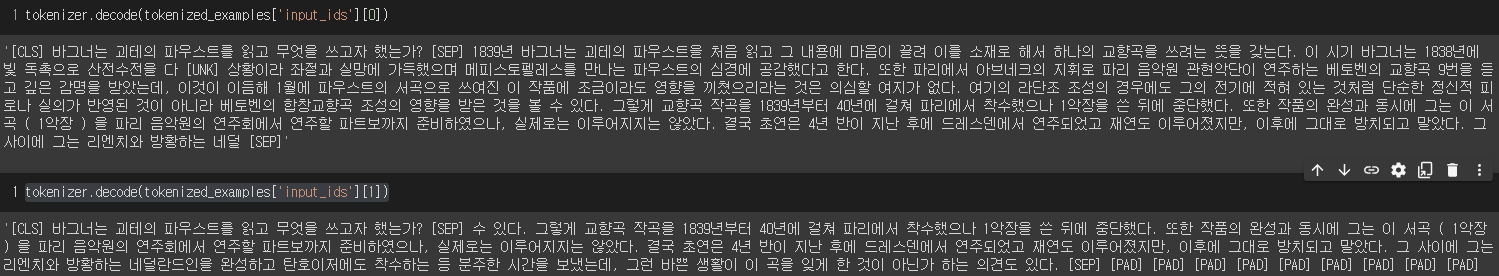 1 tokenizer.decode(tokenized_examples['input_ids'][0])
'[CLS] 바그너는 괴테의 파우스트를 읽고 무엇을 쓰고자 했는가? [SEP] 1839년 바그너는 괴테의 파우스트을 처음 읽고 그 내용에 마음이 끌려 이를 소재로 해서 하나의 교향곡을 쓰려는 뜻을 갖는다. 이 시기 바그너는 1838년에
빛 독촉으로 산전수전을 다 [UNK] 상황이라 좌절과 실망에 가득했으며 메피스토펠레스를 만나는 파우스트의 심경에 공감했다고 한다. 또한 파리에서 아브네크의 지휘로 파리 음악원 관현악단이 연주하는 베토벤의 교향곡 9번을 듣
고 깊은 감명을 받았는데, 이것이 이듬해 1월에 파우스트의 서곡으로 쓰여진 이 작품에 조금이라도 영향을 끼쳤으리라는 것은 의심할 여지가 없다. 여기의 라단조 조성의 경우에도 그의 전기에 적혀 있는 것처럼 단순한 정신적 피
로나 실의가 반영된 것이 아니라 베토벤의 합창교향곡 조성의 영향을 받은 것을 볼 수 있다. 그렇게 교향곡 작곡을 1839년부터 40년에 걸쳐 파리에서 착수했으나 1악장을 쓴 뒤에 중단했다. 또한 작품의 완성과 동시에 그는 이 서
곡 ( 1악장 ) 을 파리 음악원의 연주회에서 연주할 파트보까지 준비하였으나, 실제로는 이루어지지는 않았다. 결국 초연은 4년 반이 지난 후에 드레스덴에서 연주되었고 재연도 이루어졌지만, 이후에 그대로 방치되고 말았다. 그
사이에 그는 리엔치와 방황하는 네덜 [SEP]'
1 tokenizer.decode(tokenized_examples['input_ids'][1])
'[CLS] 바그너는 괴테의 파우스트를 읽고 무엇을 쓰고자 했는가? [SEP] 수 있다. 그렇게 교향곡 작곡을 1839년부터 40년에 걸쳐 파리에서 착수했으나 1악장을 쓴 뒤에 중단했다. 또한 작품의 완성과 동시에 그는 이 서곡 ( 1악장
) 을 파리 음악원의 연주회에서 연주할 파트보까지 준비하였으나, 실제로는 이루어지지는 않았다. 결국 초연은 4년 반이 지난 후에 드레스덴에서 연주되었고 재연도 이루어졌지만, 이후에 그대로 방치되고 말았다. 그 사이에 그는
리엔치와 방황하는 네덜란드인을 완성하고 탄호이저에도 착수하는 등 분주한 시간을 보냈는데, 그런 바쁜 생활이 이 곡을 잊게 한 것이 아닌가 하는 의견도 있다. [SEP] [PAD] [PAD] [PAD] [PAD] [PAD] [PAD] [PAD] [PAD] [PAD]